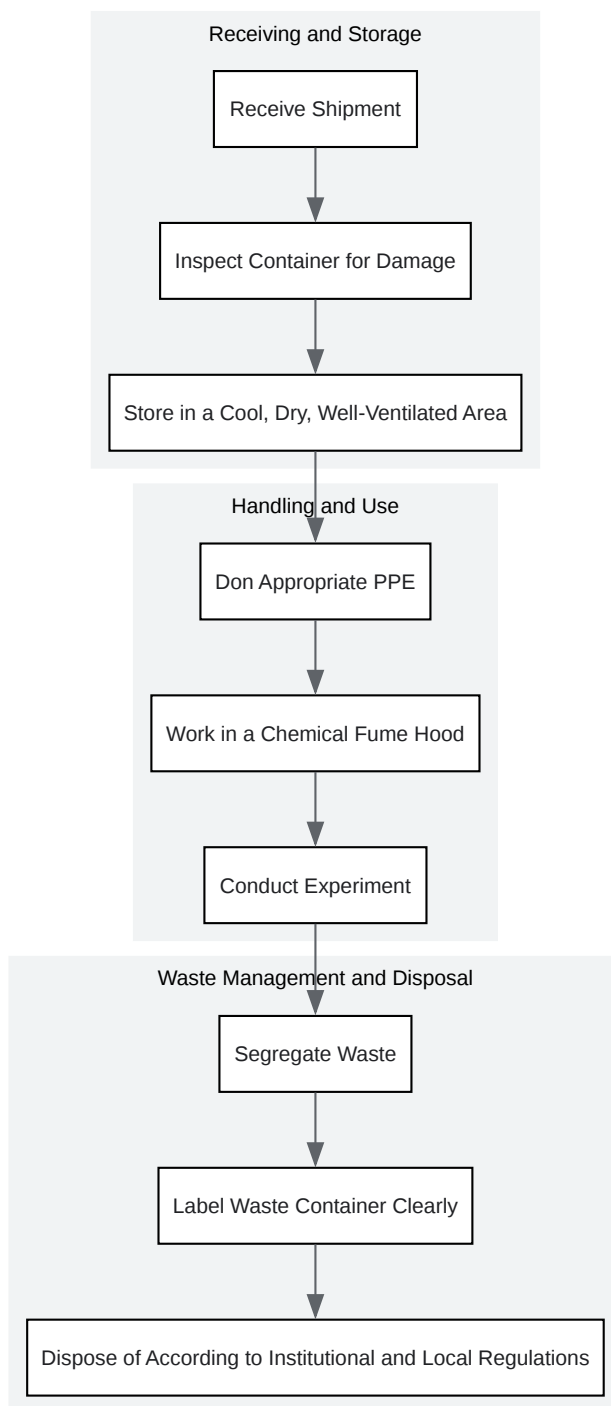 Receiving and Storage
Receive Shipment
Inspect Container for Damage
Store in a Cool, Dry, Well-Ventilated Area
Handling and Use
Don Appropriate PPE
Work in a Chemical Fume Hood
Conduct Experiment
Waste Management and Disposal
Segregate Waste
Label Waste Container Clearly
Dispose of According to Institutional and Local Regulations